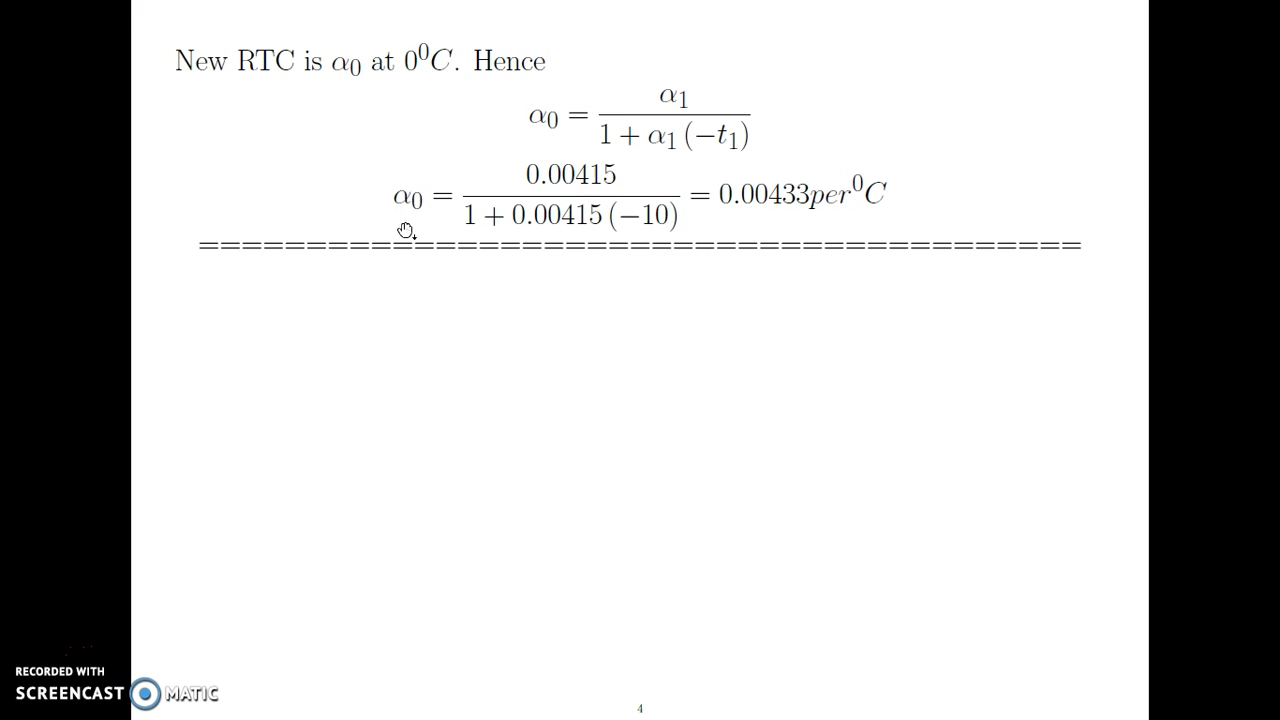 New RTC is α₀ at 0⁰C. Hence
α₀ = α₁ / (1 + α₁ (−t₁))
α₀ = 0.00415 / (1 + 0.00415 (−10)) = 0.00433per⁰C
=========================================
RECORDED WITH
SCREENCAST MATIC
4